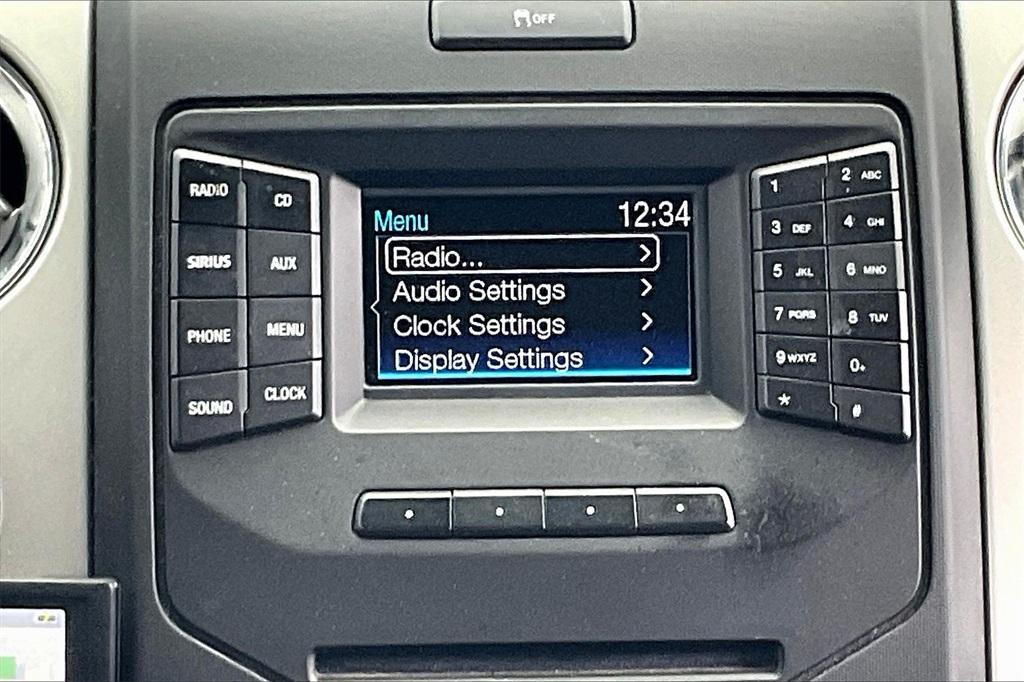 OFF
RADIO
CD
SIRIUS
AUX
PHONE
MENU
SOUND
CLOCK
Menu 12:34
Radio... >
Audio Settings >
Clock Settings >
Display Settings >
1
2 ABC
3 DEF
4 GHI
5 JKL
6 MNO
7 PQRS
8 TUV
9 WXYZ
0+
*
#